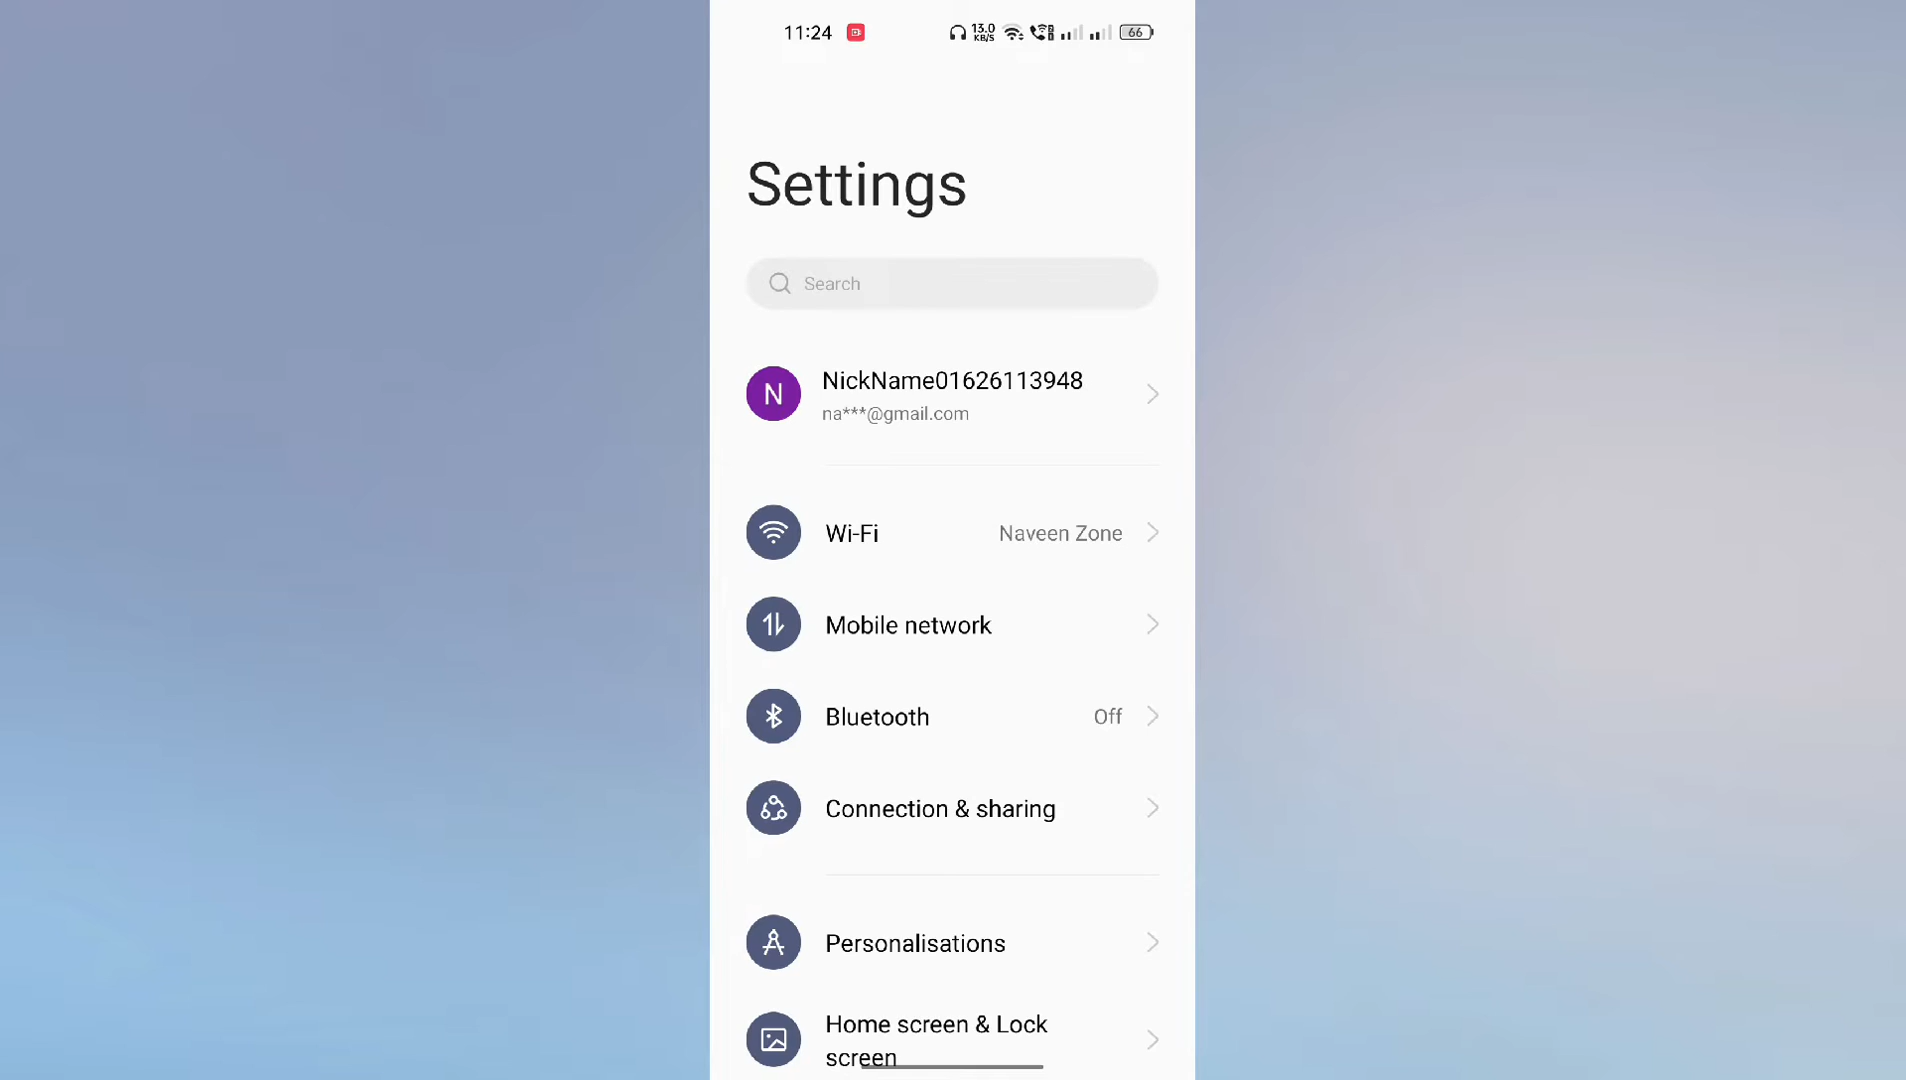 11:24
13.0
KB/S
66
Settings
Search
N
NickName01626113948
na***@gmail.com
Wi-Fi
Naveen Zone
Mobile network
Bluetooth
Off
Connection & sharing
Personalisations
Home screen & Lock
screen